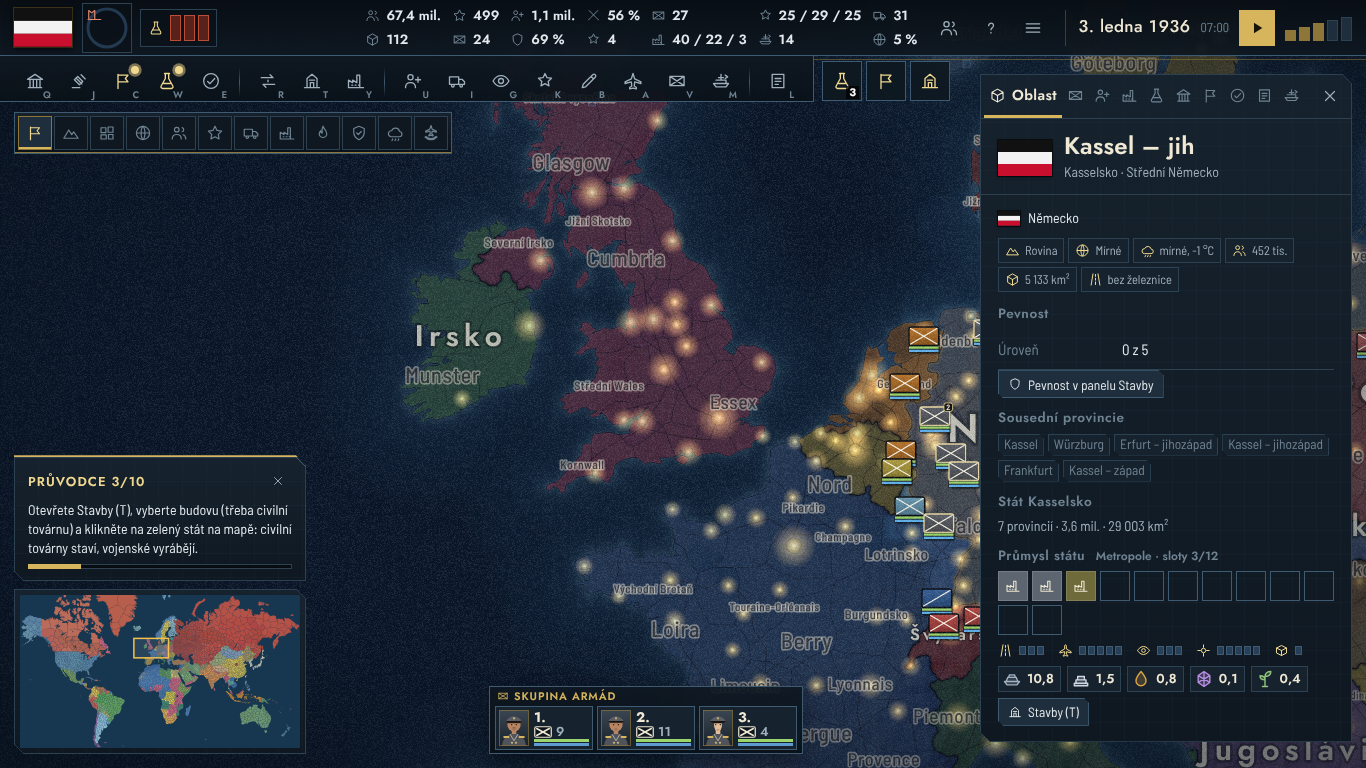 67,4 mil. 499 1,1 mil. 56 % 27 25 / 29 / 25 31
112 24 69 % 4 40 / 22 / 3 14 5 %
? 3. ledna 1936 07:00
Q J C W E R T Y U I G K B A V M L
3
Göteborg
Glasgow
Jižní Skotsko
Severní Irsko
Cumbria
Irsko
Munster
Střední Wales
Essex
Kornwall
Nord
Pikardie
Champagne
Lotrinsko
Východní Bretaň
Touraine-Orléanais
Burgundsko
Loira
Berry
Limousin
Lyonnais
Piemont
Provence
Jugoslávi
2
N
PRŮVODCE 3/10
Otevřete Stavby (T), vyberte budovu (třeba civilní
továrnu) a klikněte na zelený stát na mapě: civilní
továrny staví, vojenské vyrábějí.
SKUPINA ARMÁD
1. 9
2. 11
3. 4
Oblast
Kassel – jih
Kasselsko · Střední Německo
Německo
Rovina Mírné mírné, -1 °C 452 tis.
5 133 km² bez železnice
Pevnost
Úroveň 0 z 5
Pevnost v panelu Stavby
Sousední provincie
Kassel Würzburg Erfurt – jihozápad Kassel – jihozápad
Frankfurt Kassel – západ
Stát Kasselsko
7 provincií · 3,6 mil. · 29 003 km²
Průmysl státu Metropole · sloty 3/12
10,8 1,5 0,8 0,1 0,4
Stavby (T)